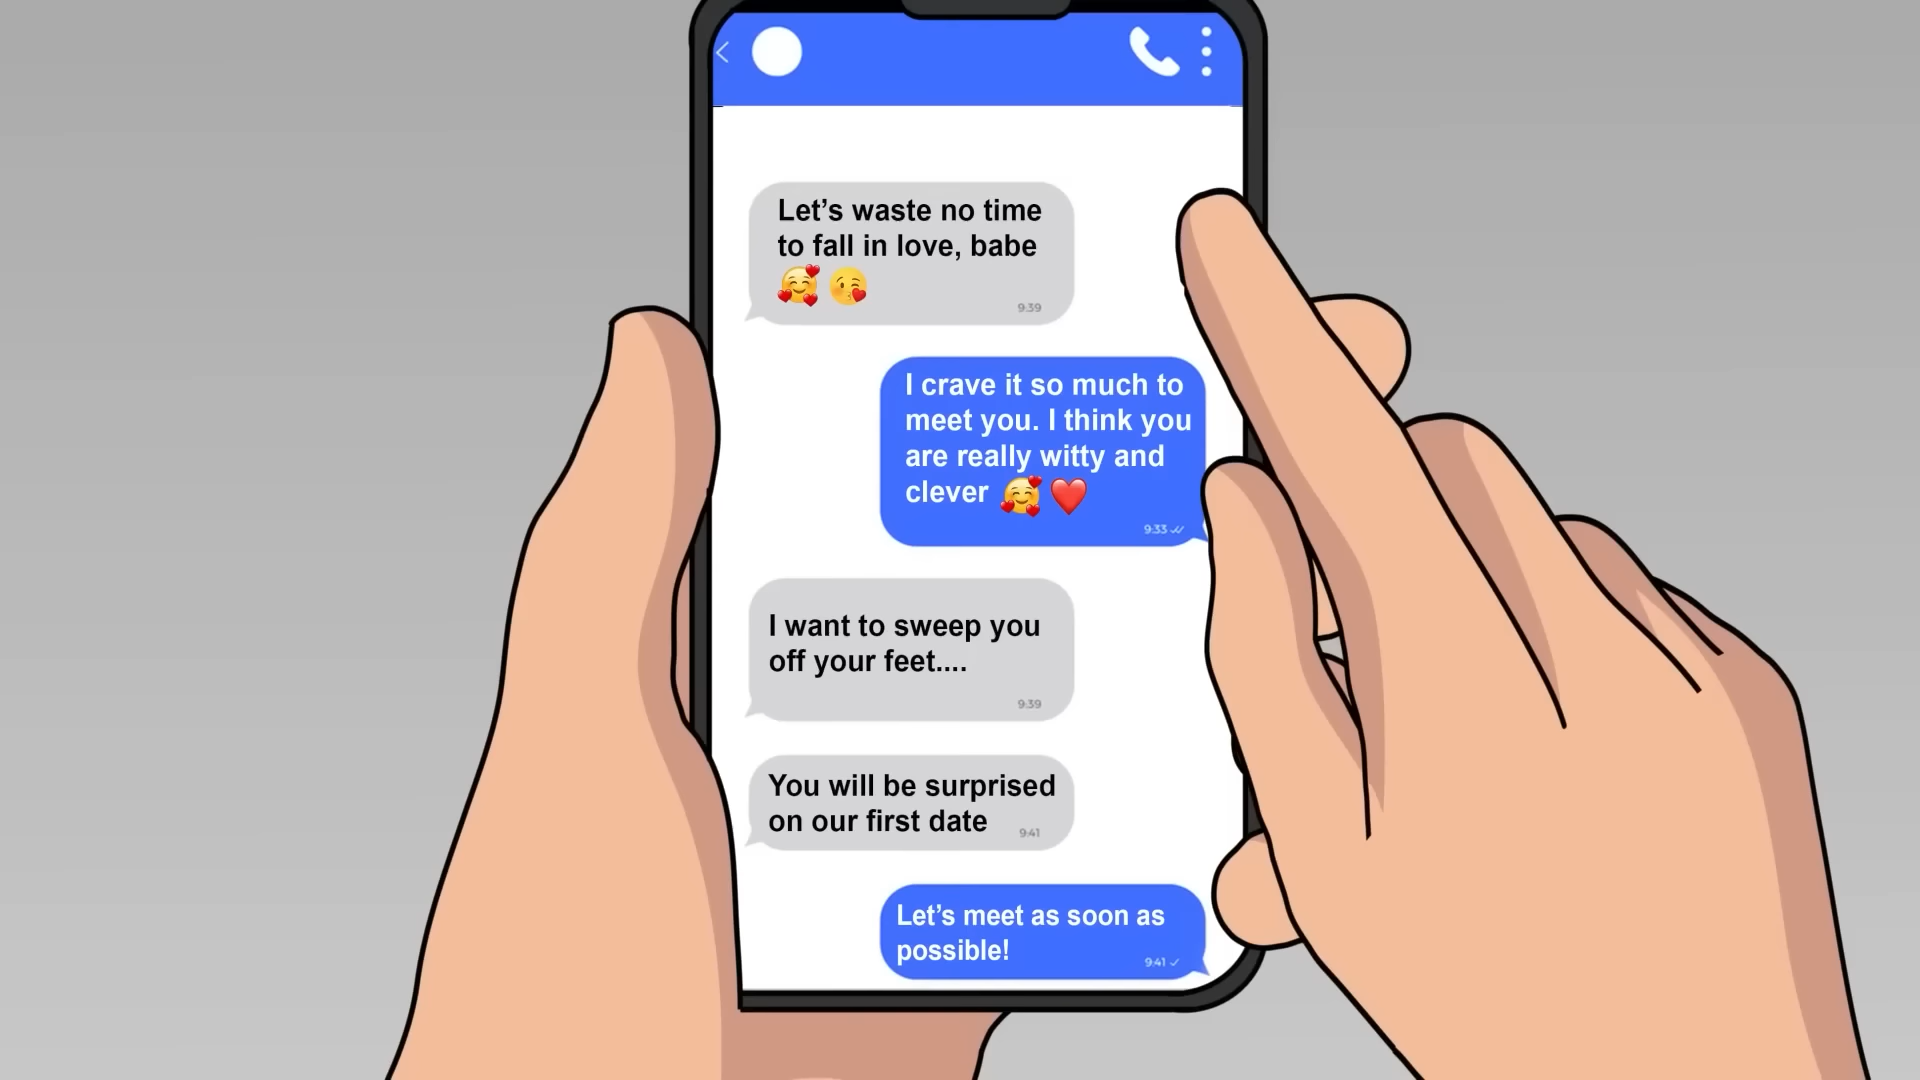 Let’s waste no time
to fall in love, babe
🥰 😘
9:39
I crave it so much to
meet you. I think you
are really witty and
clever 🥰 ❤️
9:33
I want to sweep you
off your feet....
9:39
You will be surprised
on our first date
9:41
Let’s meet as soon as
possible!
9:41